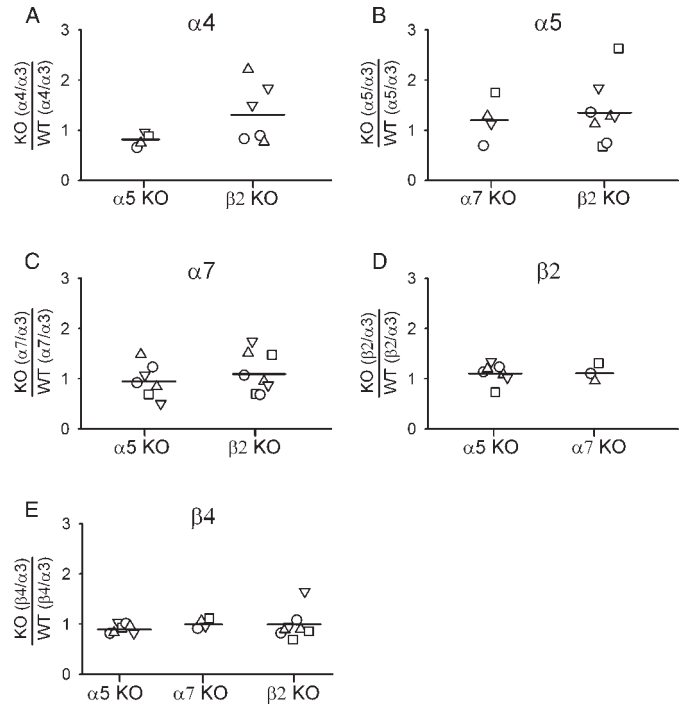 A
α4
KO (α4/α3)
WT (α4/α3)
3
2
1
0
α5 KO
β2 KO
B
α5
KO (α5/α3)
WT (α5/α3)
3
2
1
0
α7 KO
β2 KO
C
α7
KO (α7/α3)
WT (α7/α3)
3
2
1
0
α5 KO
β2 KO
D
β2
KO (β2/α3)
WT (β2/α3)
3
2
1
0
α5 KO
α7 KO
E
β4
KO (β4/α3)
WT (β4/α3)
3
2
1
0
α5 KO
α7 KO
β2 KO